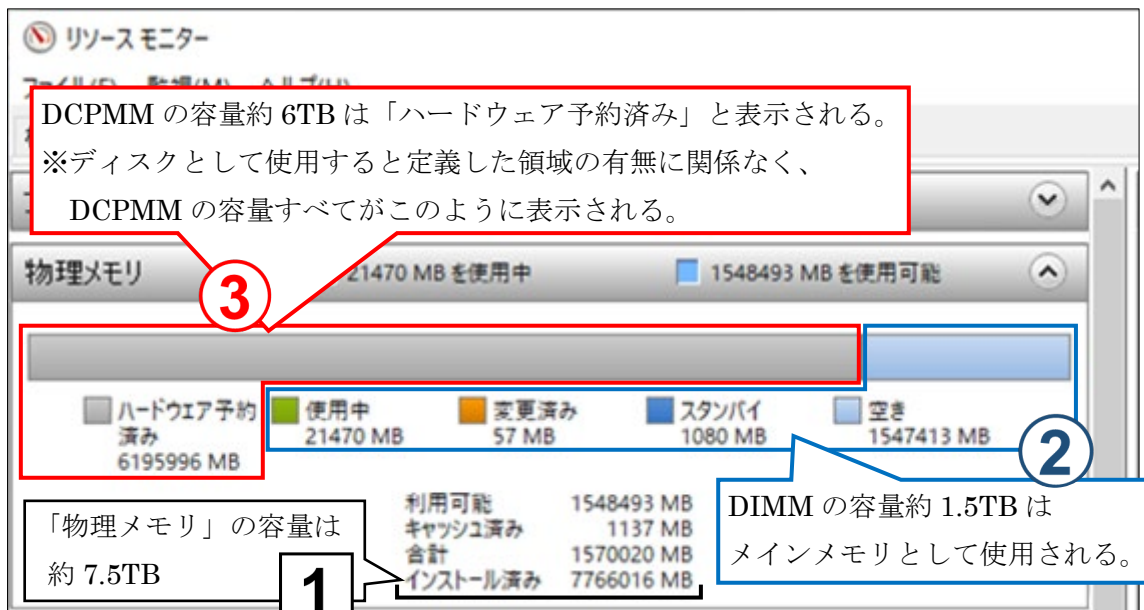 リソース モニター
DCPMM の容量約 6TB は「ハードウェア予約済み」と表示される。
※ディスクとして使用すると定義した領域の有無に関係なく、
DCPMM の容量すべてがこのように表示される。
物理メモリ
21470 MB を使用中
1548493 MB を使用可能
3
ハードウェア予約
済み
6195996 MB
使用中
21470 MB
変更済み
57 MB
スタンバイ
1080 MB
空き
1547413 MB
2
「物理メモリ」の容量は
約 7.5TB
1
利用可能 1548493 MB
キャッシュ済み 1137 MB
合計 1570020 MB
インストール済み 7766016 MB
DIMM の容量約 1.5TB は
メインメモリとして使用される。